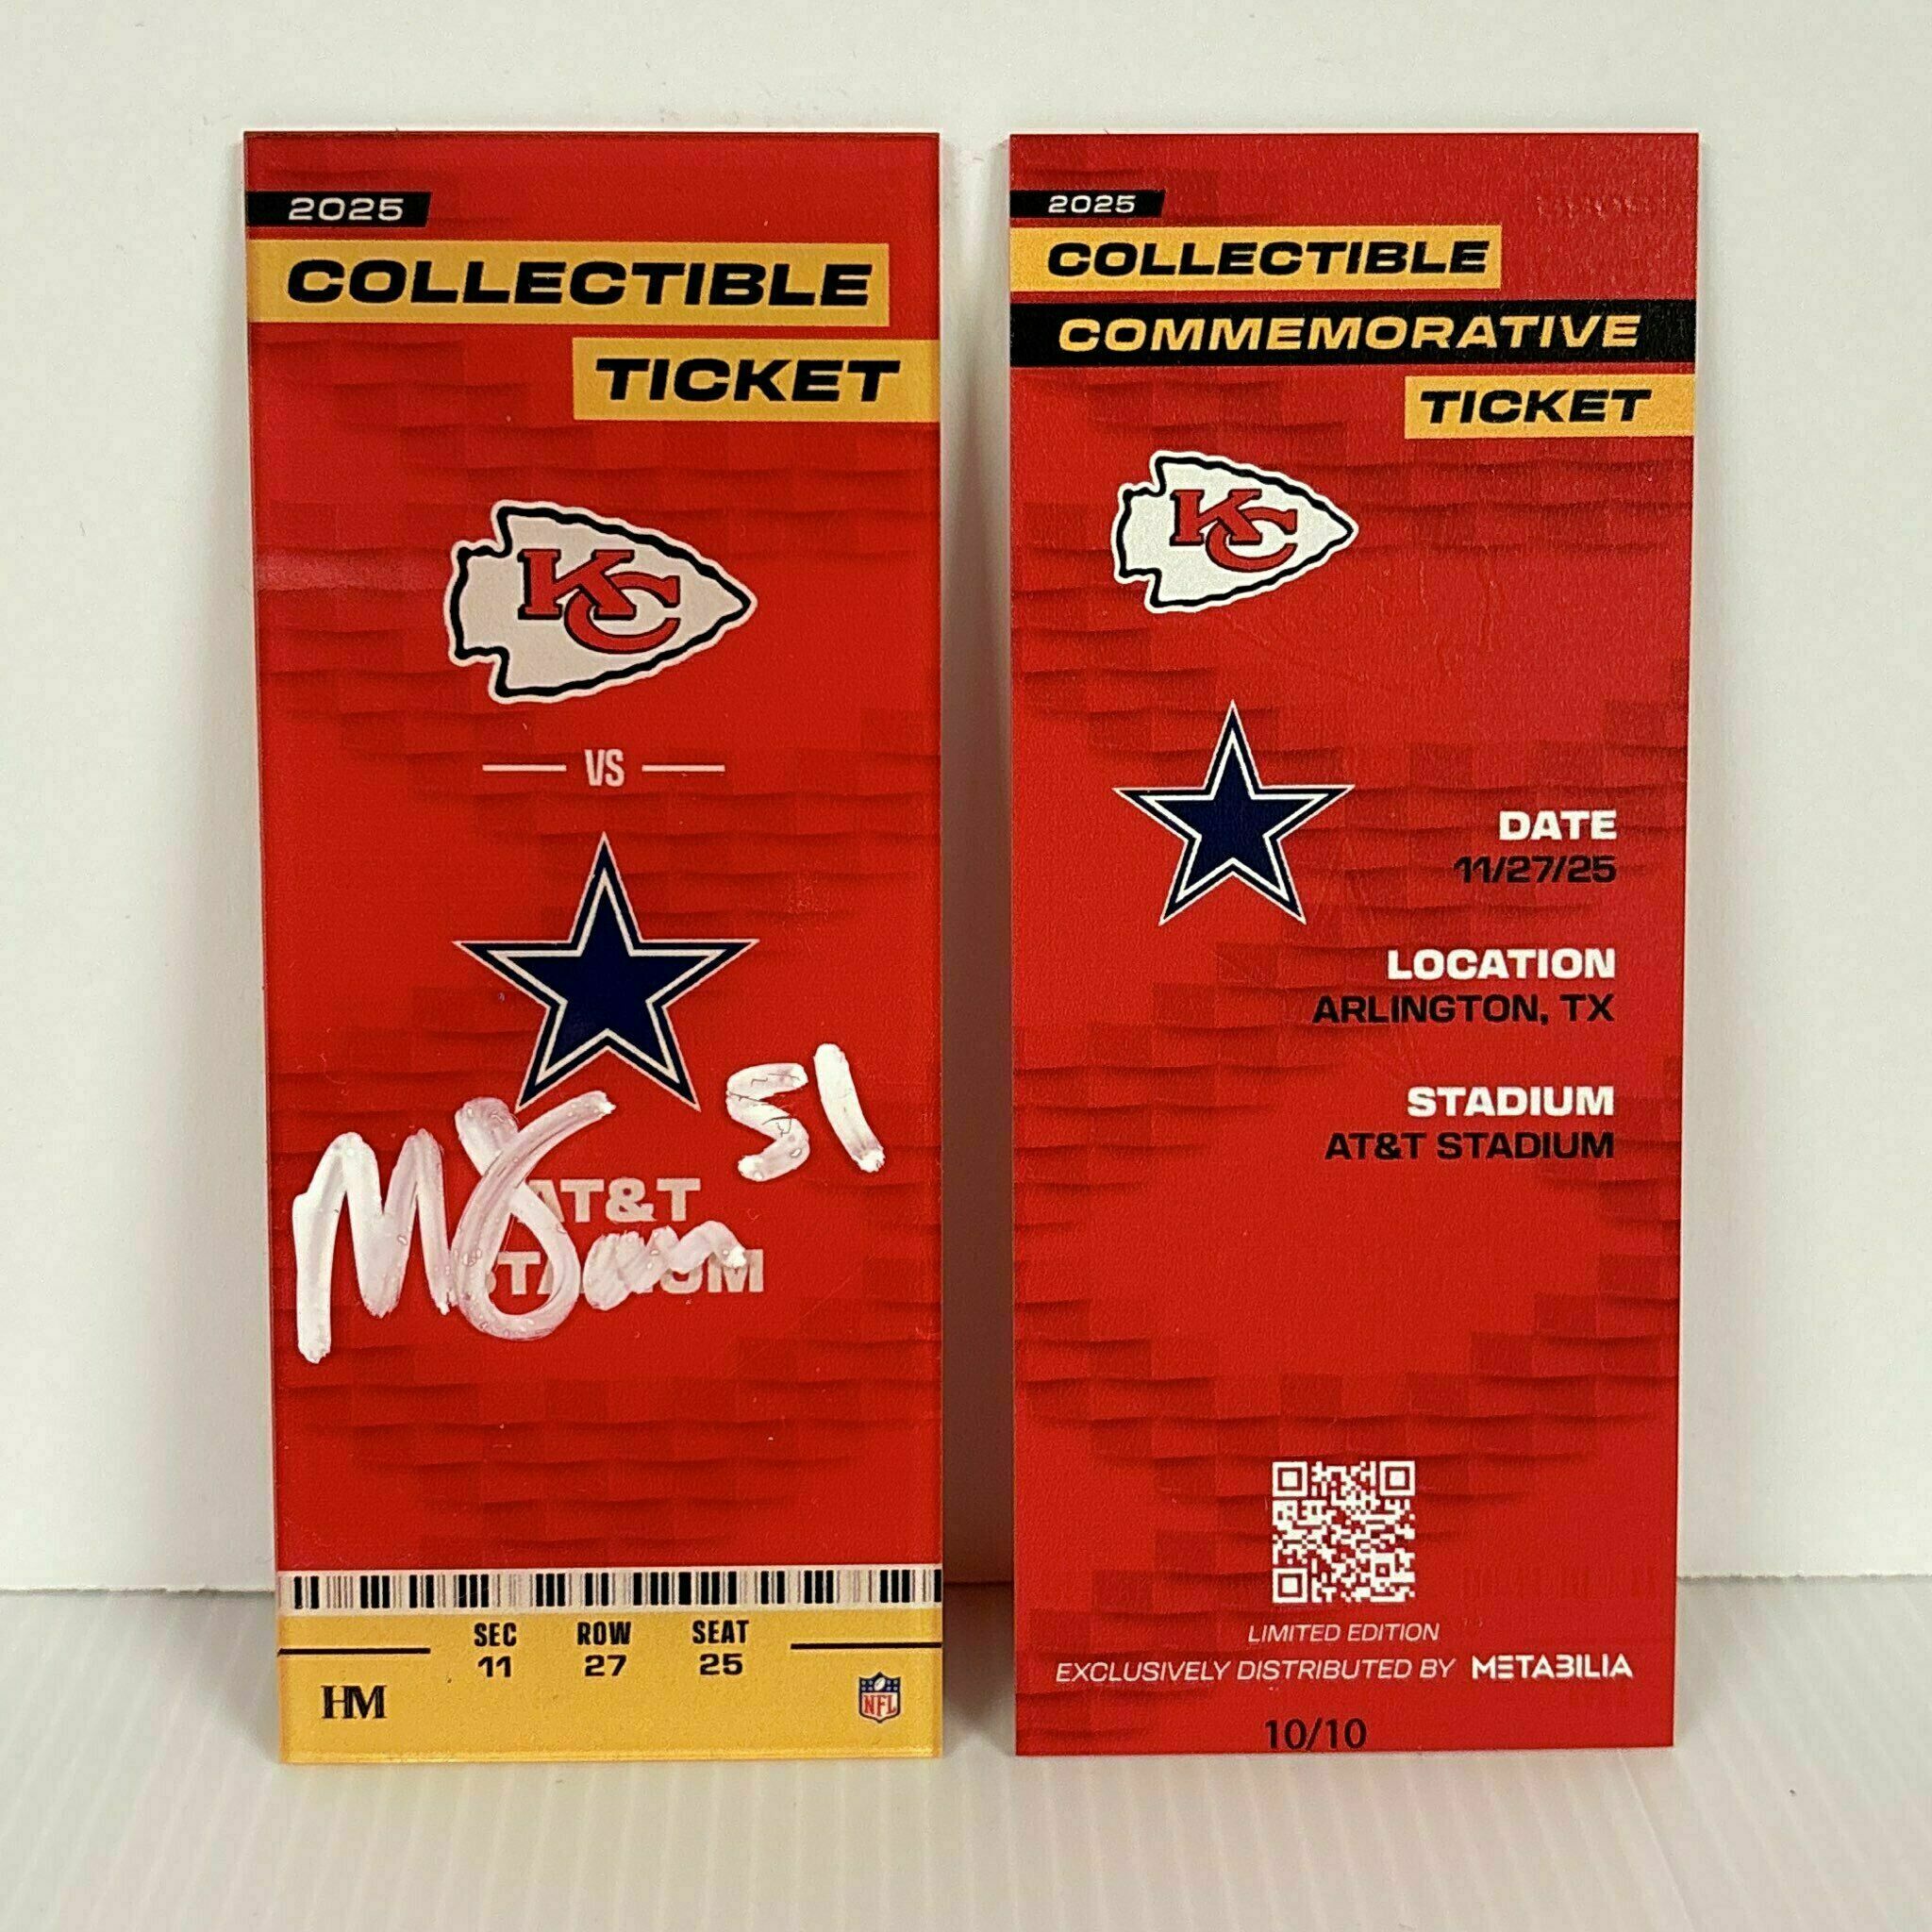 2025
COLLECTIBLE
TICKET
KC
VS
51
AT&T
STADIUM
SEC ROW SEAT
11 27 25
HM
NFL
2025
COLLECTIBLE
COMMEMORATIVE
TICKET
KC
DATE
11/27/25
LOCATION
ARLINGTON, TX
STADIUM
AT&T STADIUM
LIMITED EDITION
EXCLUSIVELY DISTRIBUTED BY METABILIA
10/10